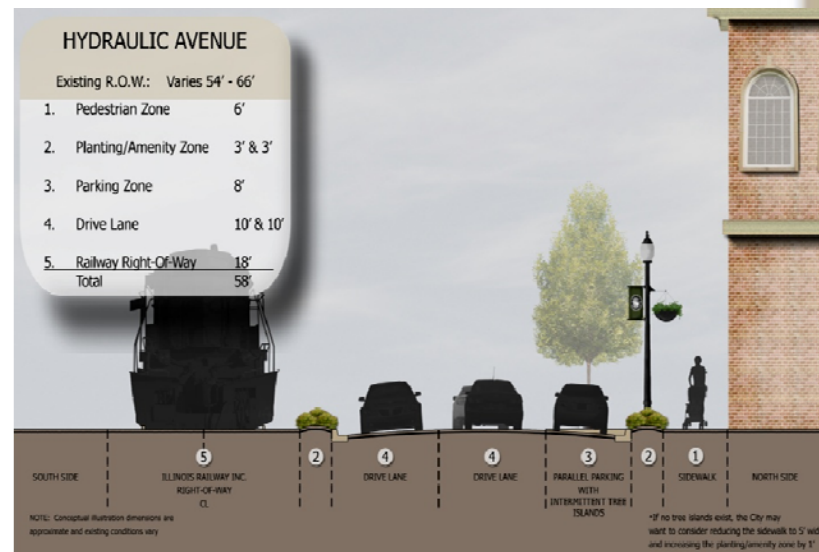 HYDRAULIC AVENUE
Existing R.O.W.: Varies 54' - 66'
1. Pedestrian Zone 6'
2. Planting/Amenity Zone 3' & 3'
3. Parking Zone 8'
4. Drive Lane 10' & 10'
5. Railway Right-Of-Way 18'
Total 58'
5 2 4 4 3 2 1
SOUTH SIDE
ILLINOIS RAILWAY INC.
RIGHT-OF-WAY
CL
DRIVE LANE
DRIVE LANE
PARALLEL PARKING
WITH
INTERMITTENT TREE
ISLANDS
SIDEWALK
NORTH SIDE
NOTE: Conceptual illustration dimensions are
approximate and existing conditions vary
*If no tree islands exist, the City may
want to consider reducing the sidewalk to 5' wid
and increasing the planting/amenity zone by 1'